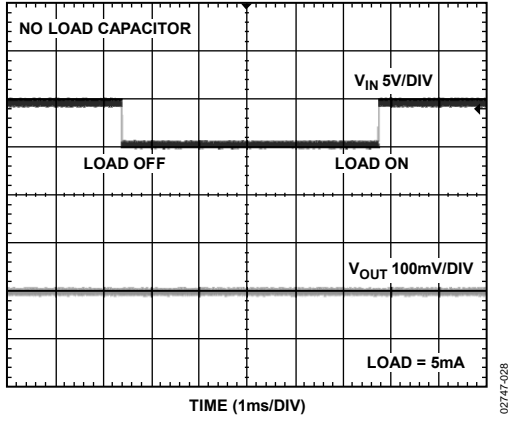 NO LOAD CAPACITOR
VIN 5V/DIV
LOAD OFF
LOAD ON
VOUT 100mV/DIV
LOAD = 5mA
TIME (1ms/DIV)
02747-028